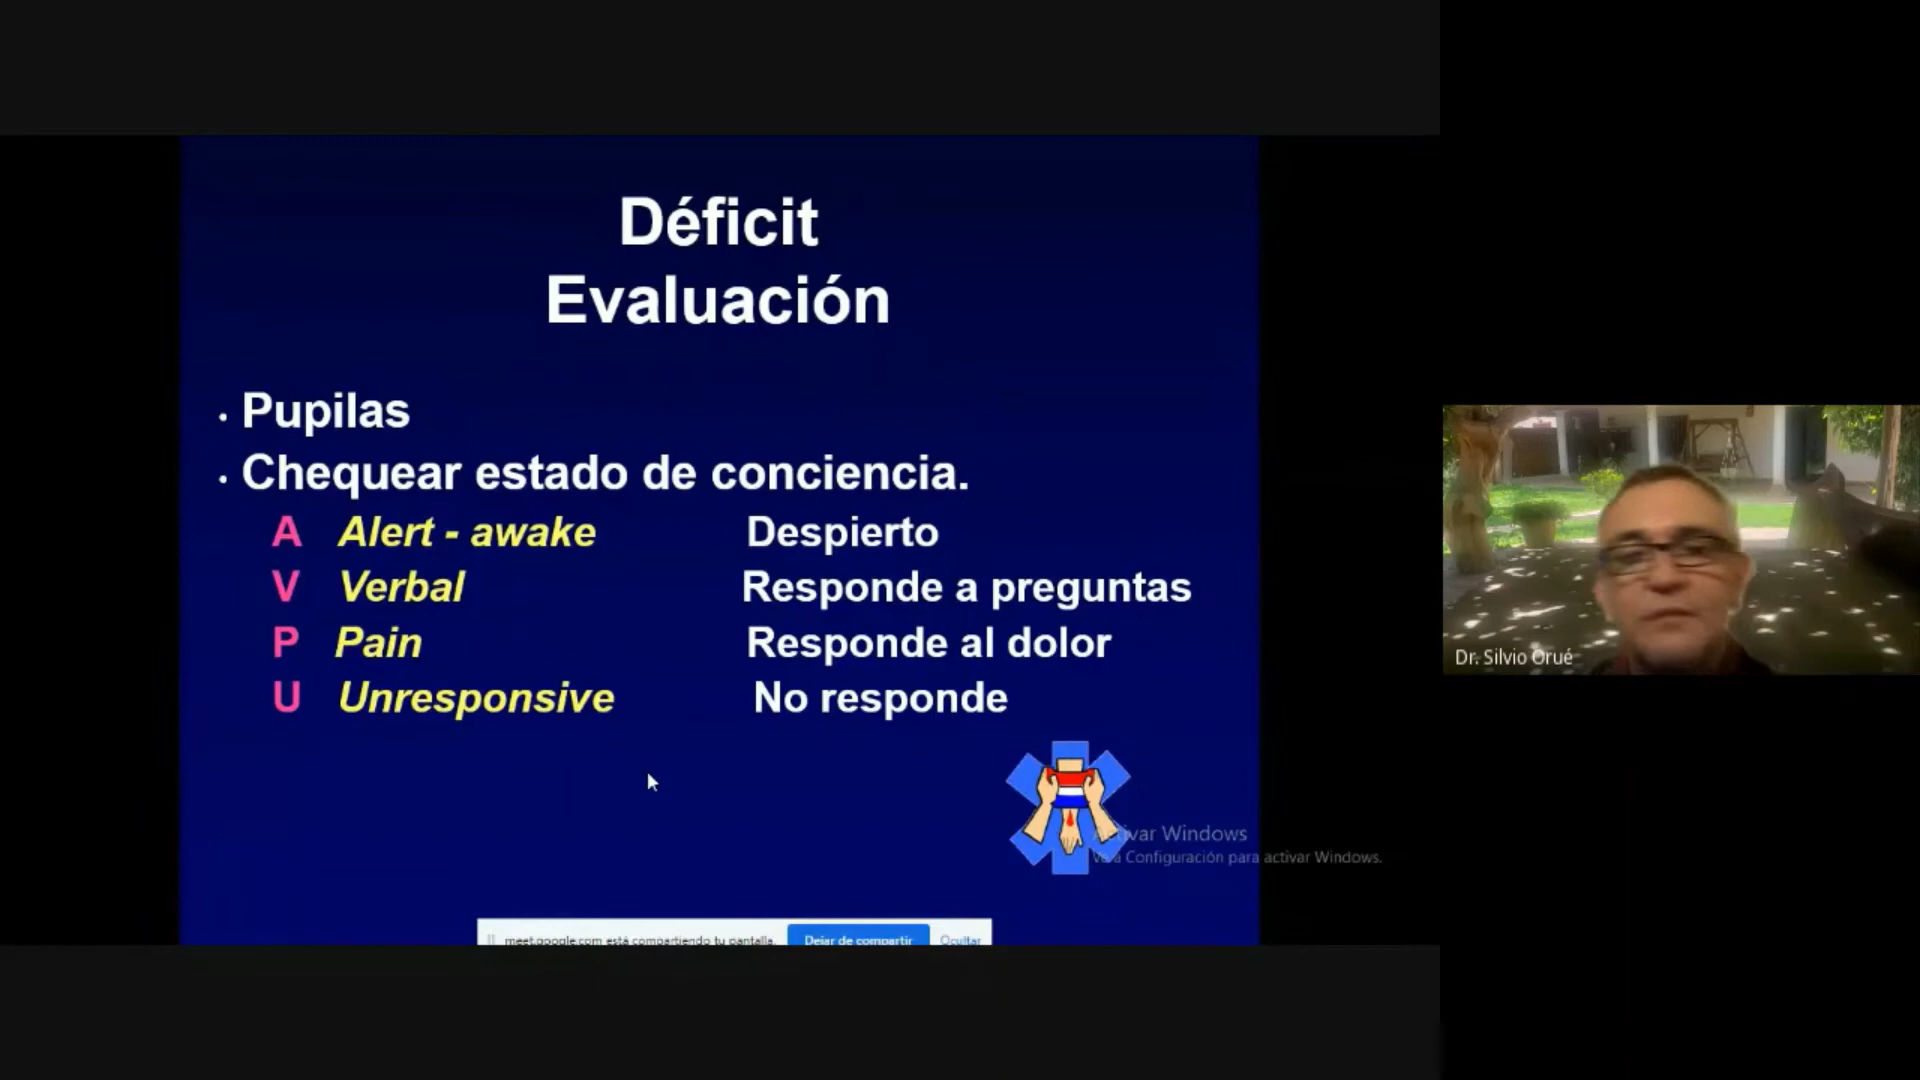 Déficit
Evaluación
• Pupilas
• Chequear estado de conciencia.
A Alert - awake Despierto
V Verbal Responde a preguntas
P Pain Responde al dolor
U Unresponsive No responde
Activar Windows
Ve a Configuración para activar Windows.
meet.google.com está compartiendo tu pantalla. Dejar de compartir Ocultar
Dr. Silvio Orué